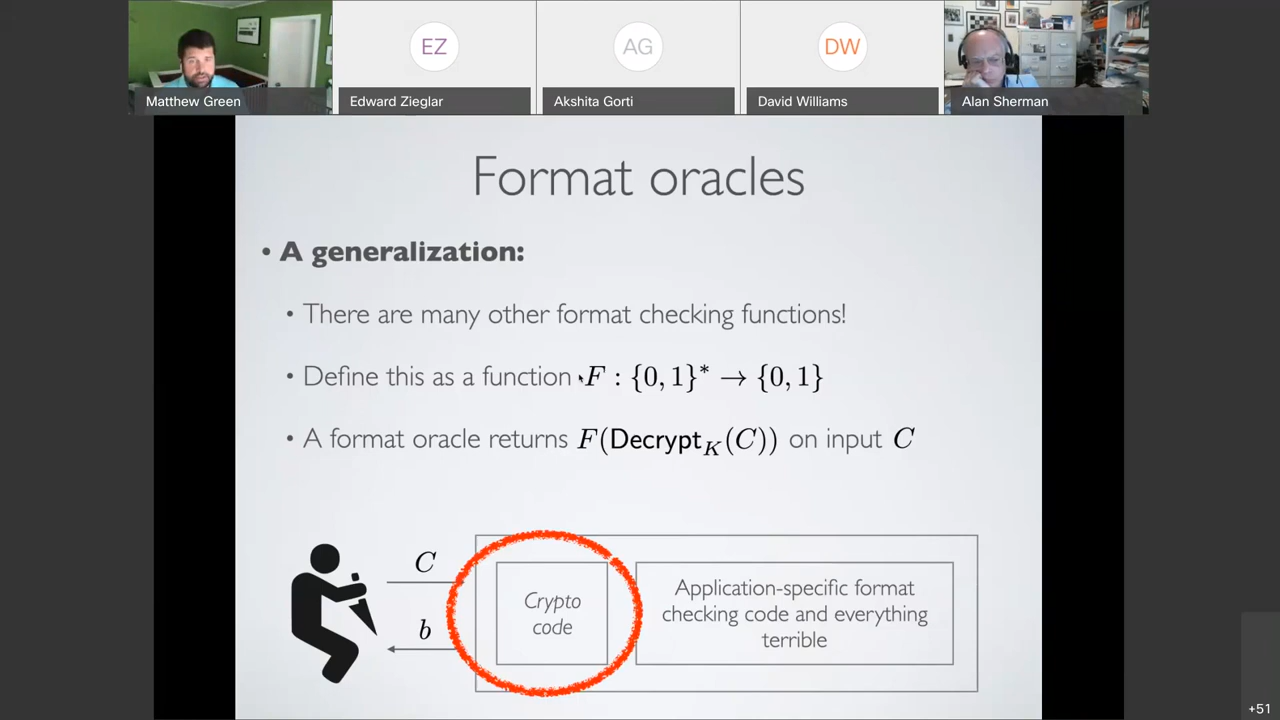 EZ
AG
DW
Matthew Green
Edward Zieglar
Akshita Gorti
David Williams
Alan Sherman
Format oracles
• A generalization:
• There are many other format checking functions!
• Define this as a function F : {0, 1}* → {0, 1}
• A format oracle returns F(Decrypt_K(C)) on input C
C
b
Crypto
code
Application-specific format
checking code and everything
terrible
+51